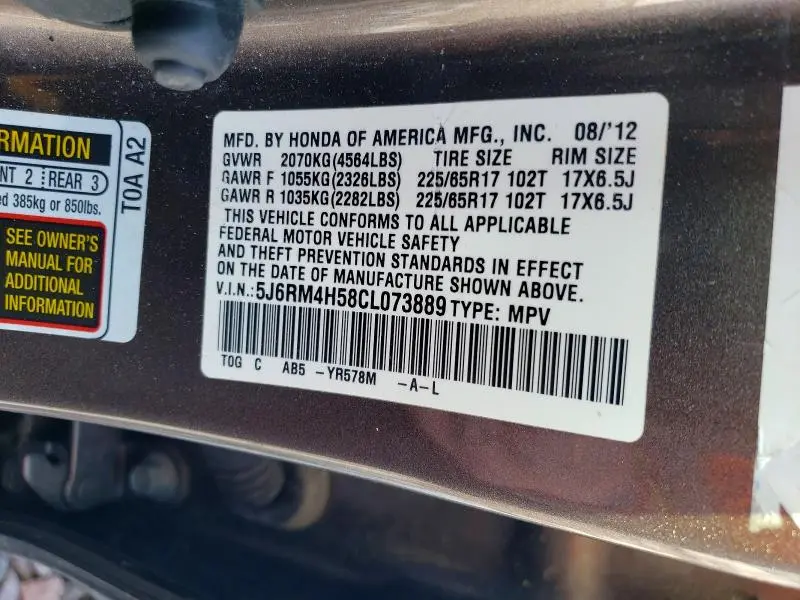 RMATION
NT 2 REAR 3
d 385kg or 850lbs.
SEE OWNER'S
MANUAL FOR
ADDITIONAL
INFORMATION
T0A A2
MFD. BY HONDA OF AMERICA MFG., INC. 08/'12
GVWR 2070KG(4564LBS) TIRE SIZE RIM SIZE
GAWR F 1055KG(2326LBS) 225/65R17 102T 17X6.5J
GAWR R 1035KG(2282LBS) 225/65R17 102T 17X6.5J
THIS VEHICLE CONFORMS TO ALL APPLICABLE
FEDERAL MOTOR VEHICLE SAFETY
AND THEFT PREVENTION STANDARDS IN EFFECT
ON THE DATE OF MANUFACTURE SHOWN ABOVE.
V.I.N.:5J6RM4H58CL073889 TYPE: MPV
T0G C AB5 -YR578M -A-L